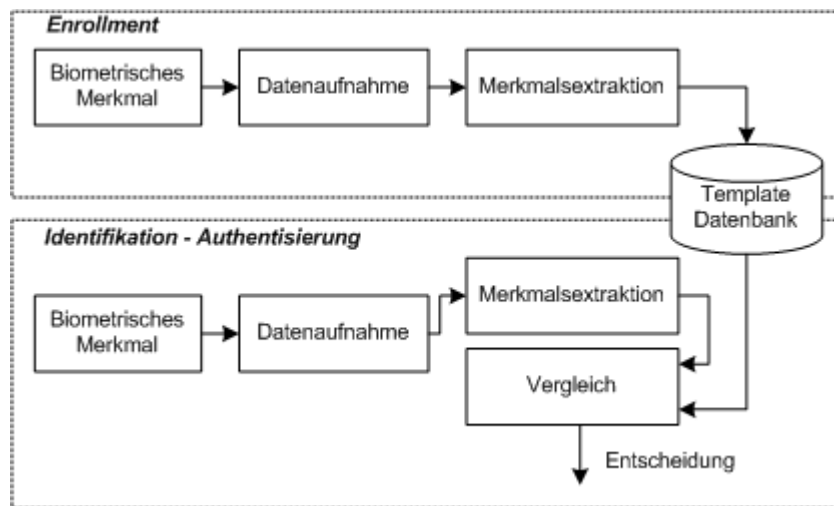 Enrollment
Biometrisches
Merkmal
Datenaufnahme
Merkmalsextraktion
Template
Datenbank
Identifikation - Authentisierung
Biometrisches
Merkmal
Datenaufnahme
Merkmalsextraktion
Vergleich
Entscheidung